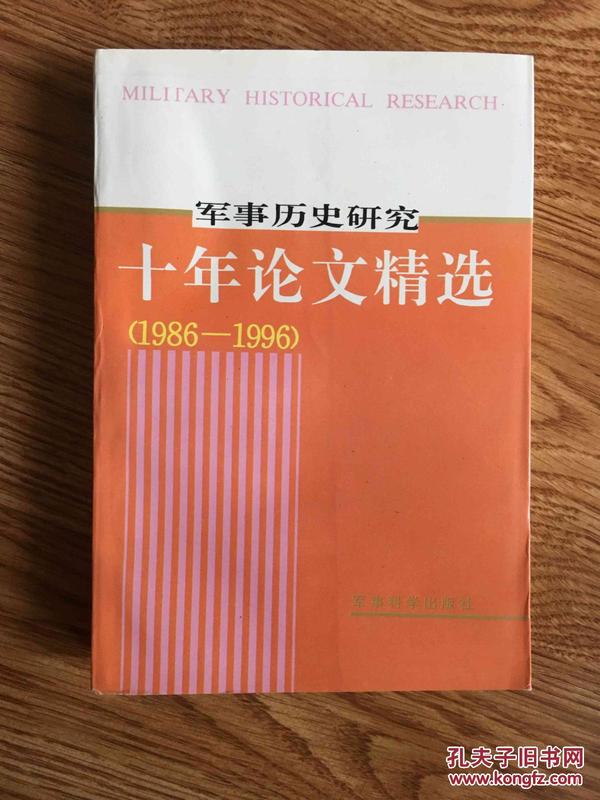 MILITARY HISTORICAL RESEARCH
军事历史研究
十年论文精选
(1986—1996)
军事科学出版社
孔夫子旧书网
www.kongfz.com